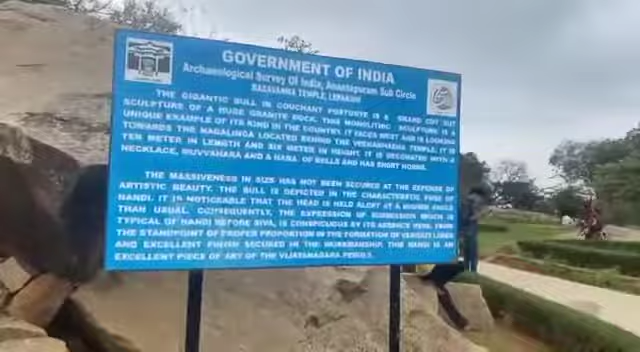 GOVERNMENT OF INDIA
Archaeological Survey Of India, Anantapuram Sub Circle
BASAVANNA TEMPLE, LEPAKSHI
THE GIGANTIC BULL IN COUCHANT PORTURE IS A GRAND CUT OUT
SCULPTURE OF A HUGE GRANITE ROCK. THIS MONOLITHIC SCULPTURE IS A
UNIQUE EXAMPLE OF ITS KIND IN THE COUNTRY. IT FACES WEST AND IS LOOKING
TOWARDS THE NAGALINGA LOCATED BEHIND THE VEERABHADRA TEMPLE. IT IS
TEN METER IN LENGTH AND SIX METER IN HEIGHT. IT IS DECORATED WITH A
NECKLACE, MUVVAHARA AND A HARA OF BELLS AND HAS SHORT HORNS.
THE MASSIVENESS IN SIZE HAS NOT BEEN SECURED AT THE EXPENSE OF
ARTISTIC BEAUTY. THE BULL IS DEPICTED IN THE CHARACTERISTIC POSE OF
NANDI. IT IS NOTICEABLE THAT THE HEAD IS HELD ALOFT AT A HIGHER ANGLE
THAN USUAL. CONSEQUENTLY, THE EXPRESSION OF SUBMISSION WHICH IS
TYPICAL OF NANDI BEFORE SIVA, IS CONSPICUOUS BY ITS ABSENCE HERE. FROM
THE STANDPOINT OF PROPER PROPORTION IN THE FORMATION OF VARIOUS LIMBS
AND EXCELLENT FINISH SECURED IN THE WORKMANSHIP, THIS NANDI IS AN
EXCELLENT PIECE OF ART OF THE VIJAYANAGARA PERIOD.